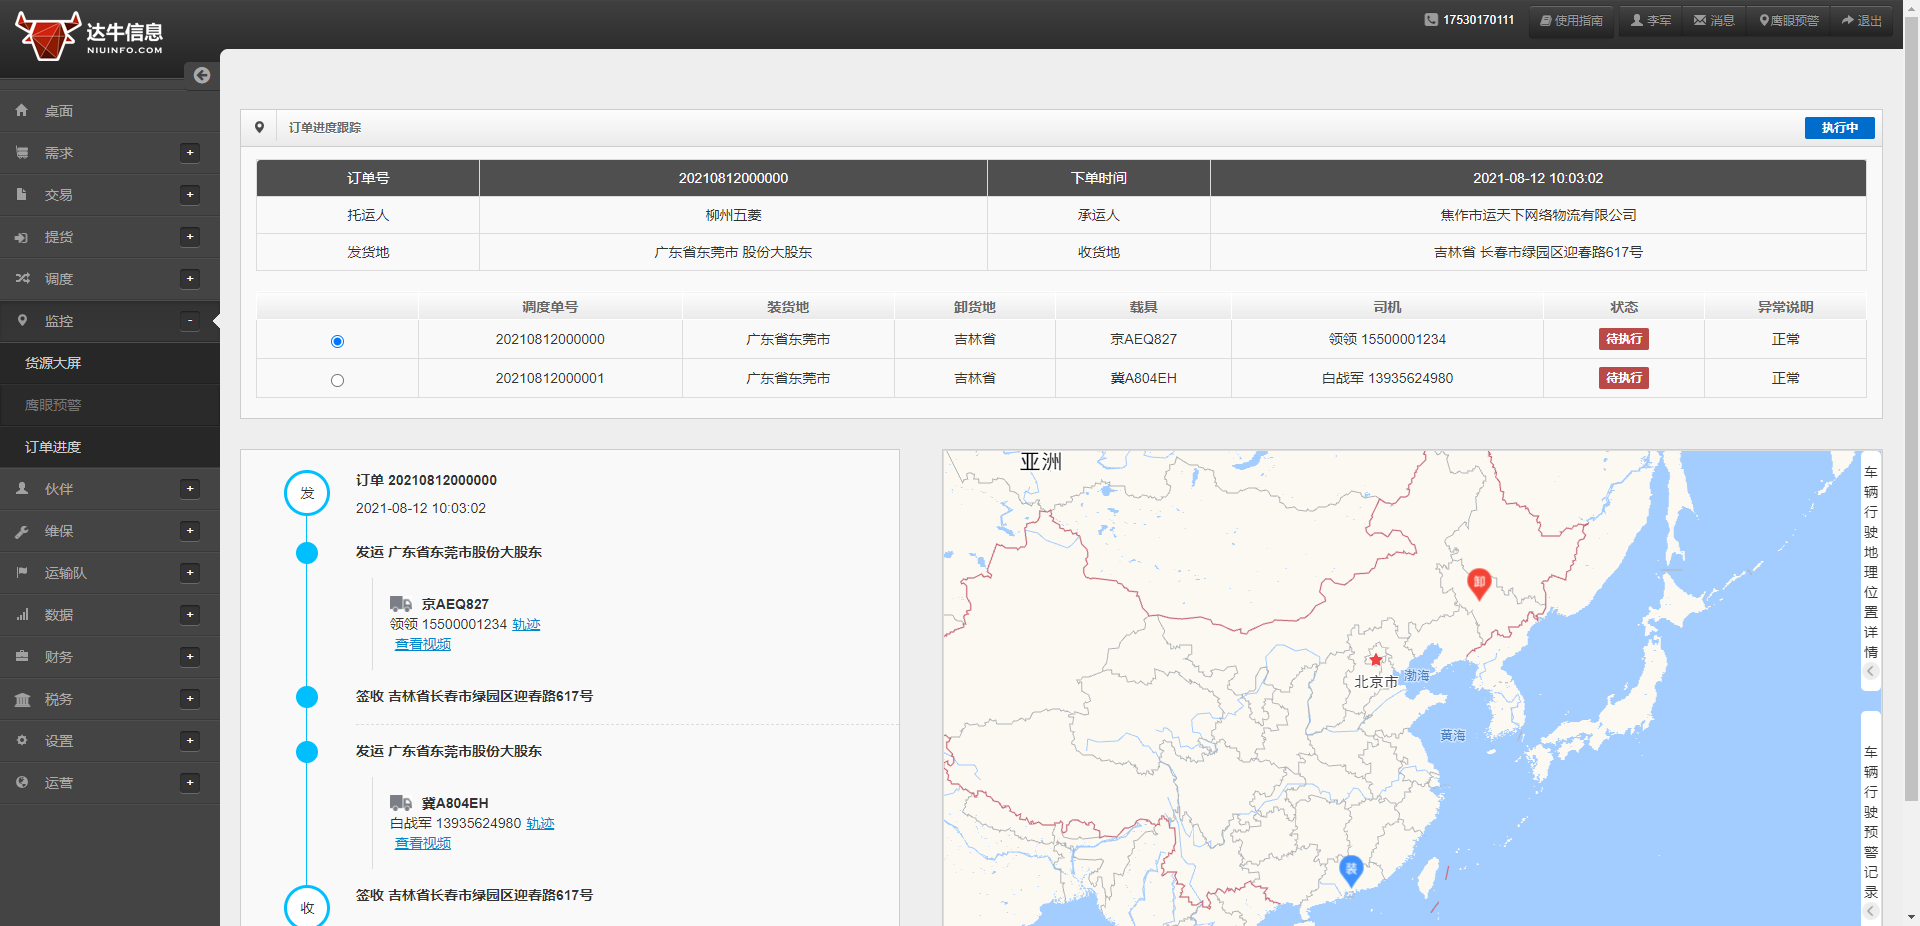 达牛信息
NIUINFO.COM
17530170111
使用指南
李军
消息
鹰眼预警
退出
桌面
需求
交易
提货
调度
监控
货源大屏
鹰眼预警
订单进度
伙伴
维保
运输队
数据
财务
税务
设置
运营
订单进度跟踪
执行中
订单号 20210812000000 下单时间 2021-08-12 10:03:02
托运人 柳州五菱 承运人 焦作市运天下网络物流有限公司
发货地 广东省东莞市 股份大股东 收货地 吉林省 长春市绿园区迎春路617号
调度单号 装货地 卸货地 载具 司机 状态 异常说明
20210812000000 广东省东莞市 吉林省 京AEQ827 领领 15500001234 待执行 正常
20210812000001 广东省东莞市 吉林省 冀A804EH 白战军 13935624980 待执行 正常
发
订单 20210812000000
2021-08-12 10:03:02
发运 广东省东莞市股份大股东
京AEQ827
领领 15500001234 轨迹
查看视频
签收 吉林省长春市绿园区迎春路617号
发运 广东省东莞市股份大股东
冀A804EH
白战军 13935624980 轨迹
查看视频
收
签收 吉林省长春市绿园区迎春路617号
亚洲
卸
北京市
渤海
黄海
装
车辆行驶地理位置详情
车辆行驶预警记录